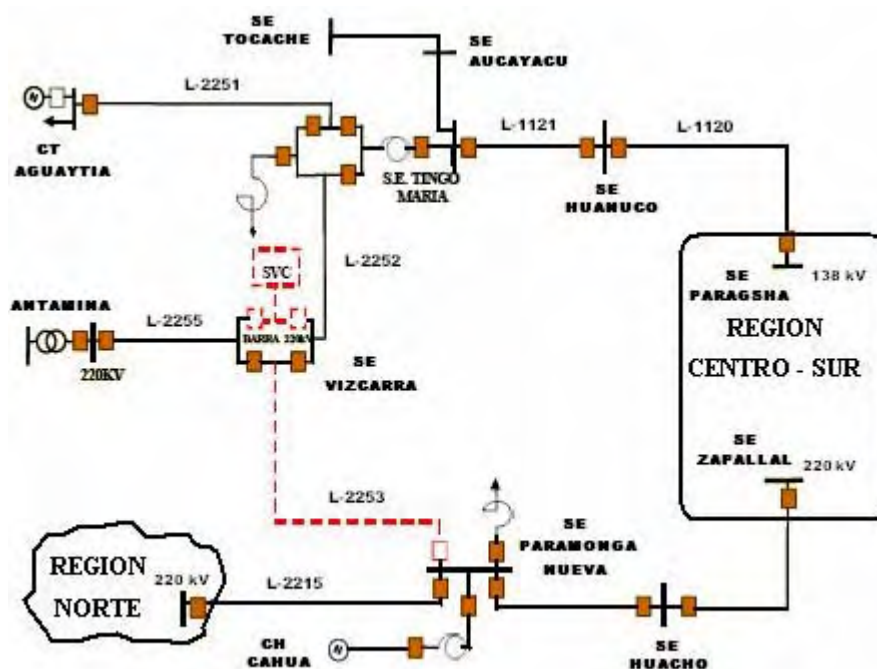 SE
TOCACHE
SE
AUCAYACU
L-2251
CT
AGUAYTIA
L-1121
L-1120
S.E. TINGO
MARIA
SE
HUANUCO
SVC
L-2252
ANTAMINA
L-2255
220KV
BARRA 220kV
SE
VIZCARRA
SE
PARAGSHA
138 kV
REGION
CENTRO - SUR
SE
ZAPALLAL
220 kV
L-2253
SE
PARAMONGA
NUEVA
REGION
NORTE
220 kV
L-2215
CH
CAHUA
SE
HUACHO